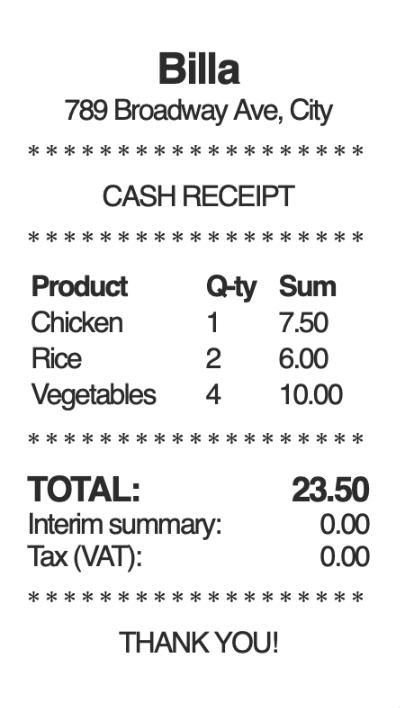 Billa
789 Broadway Ave, City
* * * * * * * * * * * * * * * * * * *
CASH RECEIPT
* * * * * * * * * * * * * * * * * * *
Product Q-ty Sum
Chicken 1 7.50
Rice 2 6.00
Vegetables 4 10.00
* * * * * * * * * * * * * * * * * * *
TOTAL: 23.50
Interim summary: 0.00
Tax (VAT): 0.00
* * * * * * * * * * * * * * * * * * *
THANK YOU!